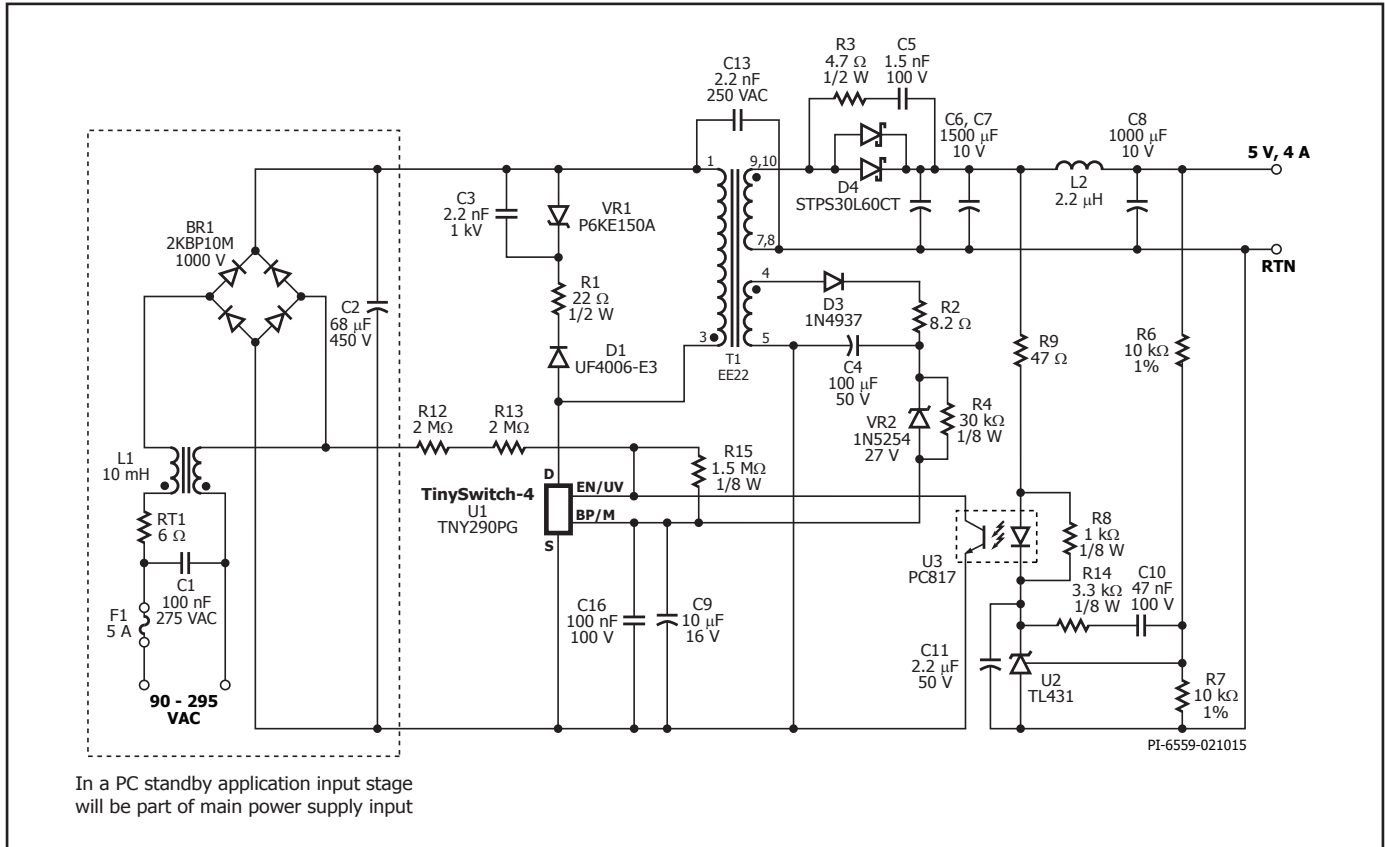 C13
2.2 nF
250 VAC
R3
4.7 Ω
1/2 W
C5
1.5 nF
100 V
C6, C7
1500 µF
10 V
C8
1000 µF
10 V
5 V, 4 A
1
9,10
D4
STPS30L60CT
L2
2.2 µH
C3
2.2 nF
1 kV
VR1
P6KE150A
7,8
RTN
BR1
2KBP10M
1000 V
R1
22 Ω
1/2 W
4
D3
1N4937
R2
8.2 Ω
C2
68 µF
450 V
D1
UF4006-E3
3
T1
EE22
5
C4
100 µF
50 V
R9
47 Ω
R6
10 kΩ
1%
R12
2 MΩ
R13
2 MΩ
VR2
1N5254
27 V
R4
30 kΩ
1/8 W
L1
10 mH
R15
1.5 MΩ
1/8 W
D
EN/UV
TinySwitch-4
U1
TNY290PG
BP/M
S
RT1
6 Ω
R8
1 kΩ
1/8 W
U3
PC817
C1
100 nF
275 VAC
F1
5 A
C16
100 nF
100 V
C9
10 µF
16 V
R14
3.3 kΩ
1/8 W
C10
47 nF
100 V
C11
2.2 µF
50 V
U2
TL431
R7
10 kΩ
1%
90 - 295
VAC
PI-6559-021015
In a PC standby application input stage
will be part of main power supply input